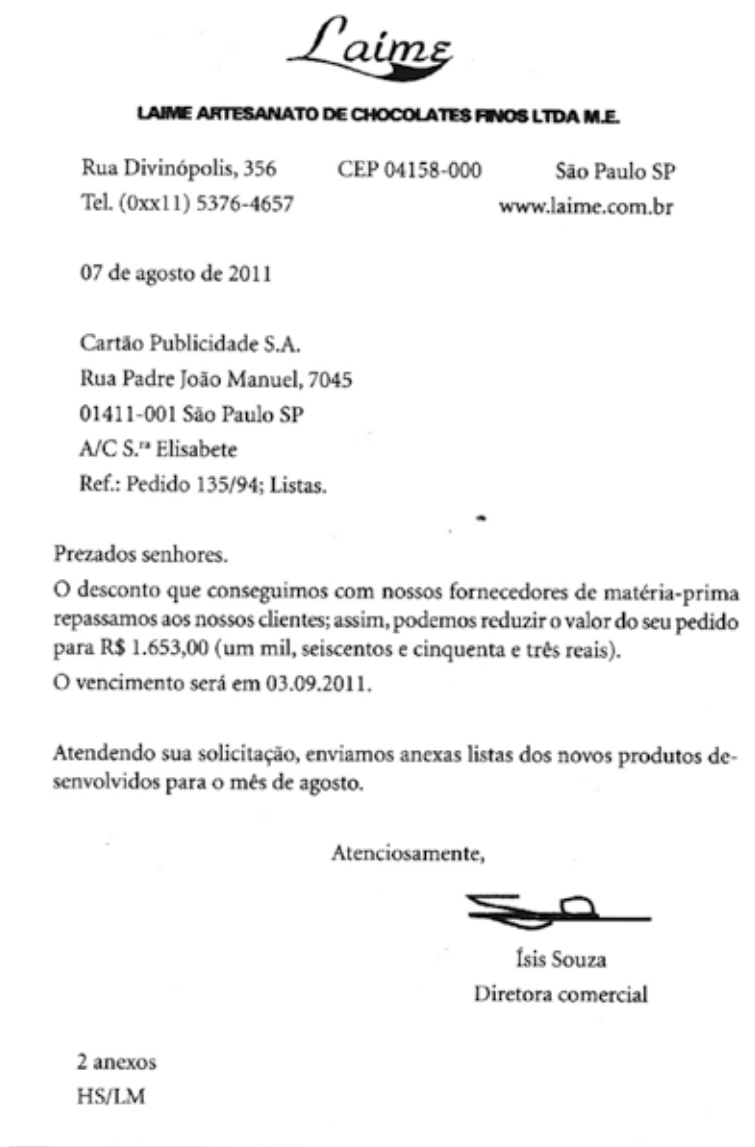 Laime
LAIME ARTESANATO DE CHOCOLATES FINOS LTDA M.E.
Rua Divinópolis, 356 CEP 04158-000 São Paulo SP
Tel. (0xx11) 5376-4657 www.laime.com.br
07 de agosto de 2011
Cartão Publicidade S.A.
Rua Padre João Manuel, 7045
01411-001 São Paulo SP
A/C S.ra Elisabete
Ref.: Pedido 135/94; Listas.
Prezados senhores.
O desconto que conseguimos com nossos fornecedores de matéria-prima
repassamos aos nossos clientes; assim, podemos reduzir o valor do seu pedido
para R$ 1.653,00 (um mil, seiscentos e cinquenta e três reais).
O vencimento será em 03.09.2011.
Atendendo sua solicitação, enviamos anexas listas dos novos produtos de-
senvolvidos para o mês de agosto.
Atenciosamente,
Ísis Souza
Diretora comercial
2 anexos
HS/LM